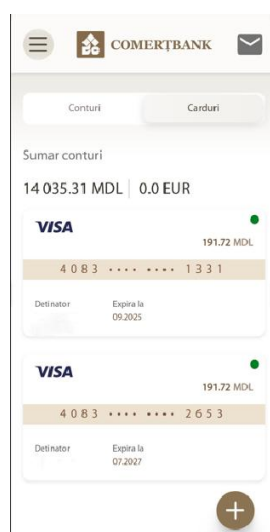 COMERȚBANK
Conturi Carduri
Sumar conturi
14 035.31 MDL 0.0 EUR
VISA
191.72 MDL
4083 •••• •••• 1331
Detinator Expira la
09.2025
VISA
191.72 MDL
4083 •••• •••• 2653
Detinator Expira la
07.2027